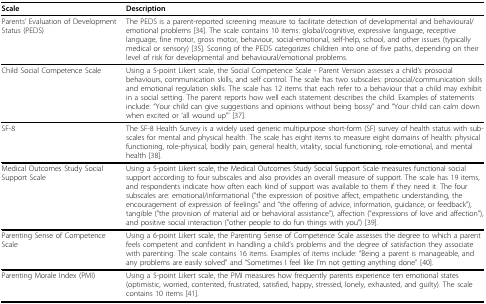 Scale Description
Parents' Evaluation of Development The PEDS is a parent-reported screening measure to facilitate detection of developmental and behavioural/
Status (PEDS) emotional problems [34]. The scale contains 10 items: global/cognitive, expressive language, receptive
language, fine motor, gross motor, behaviour, social-emotional, self-help, school, and other issues (typically
medical or sensory) [35]. Scoring of the PEDS categorizes children into one of five paths, depending on their
level of risk for developmental and behavioural/emotional problems.
Child Social Competence Scale Using a 5-point Likert scale, the Social Competence Scale - Parent Version assesses a child's prosocial
behaviours, communication skills, and self control. The scale has two subscales: prosocial/communication skills
and emotional regulation skills. The scale has 12 items that each refer to a behaviour that a child may exhibit
in a social setting. The parent reports how well each statement describes the child. Examples of statements
include: "Your child can give suggestions and opinions without being bossy" and "Your child can calm down
when excited or 'all wound up'" [37].
SF-8 The SF-8 Health Survey is a widely used generic multipurpose short-form (SF) survey of health status with sub-
scales for mental and physical health. The scale has eight items to measure eight domains of health: physical
functioning, role-physical, bodily pain, general health, vitality, social functioning, role-emotional, and mental
health [38].
Medical Outcomes Study Social Using a 5-point Likert scale, the Medical Outcomes Study Social Support Scale measures functional social
Support Scale support according to four subscales and also provides an overall measure of support. The scale has 19 items,
and respondents indicate how often each kind of support was available to them if they need it. The four
subscales are: emotional/informational ("the expression of positive affect, empathetic understanding, the
encouragement of expression of feelings" and "the offering of advice, information, guidance, or feedback"),
tangible ("the provision of material aid or behavioral assistance"), affection ("expressions of love and affection"),
and positive social interaction ("other people to do fun things with you") [39].
Parenting Sense of Competence Using a 6-point Likert scale, the Parenting Sense of Competence Scale assesses the degree to which a parent
Scale feels competent and confident in handling a child's problems and the degree of satisfaction they associate
with parenting. The scale contains 16 items. Examples of items include: "Being a parent is manageable, and
any problems are easily solved" and "Sometimes I feel like I'm not getting anything done" [40].
Parenting Morale Index (PMI) Using a 5-point Likert scale, the PMI measures how frequently parents experience ten emotional states
(optimistic, worried, contented, frustrated, satisfied, happy, stressed, lonely, exhausted, and guilty). The scale
contains 10 items [41].